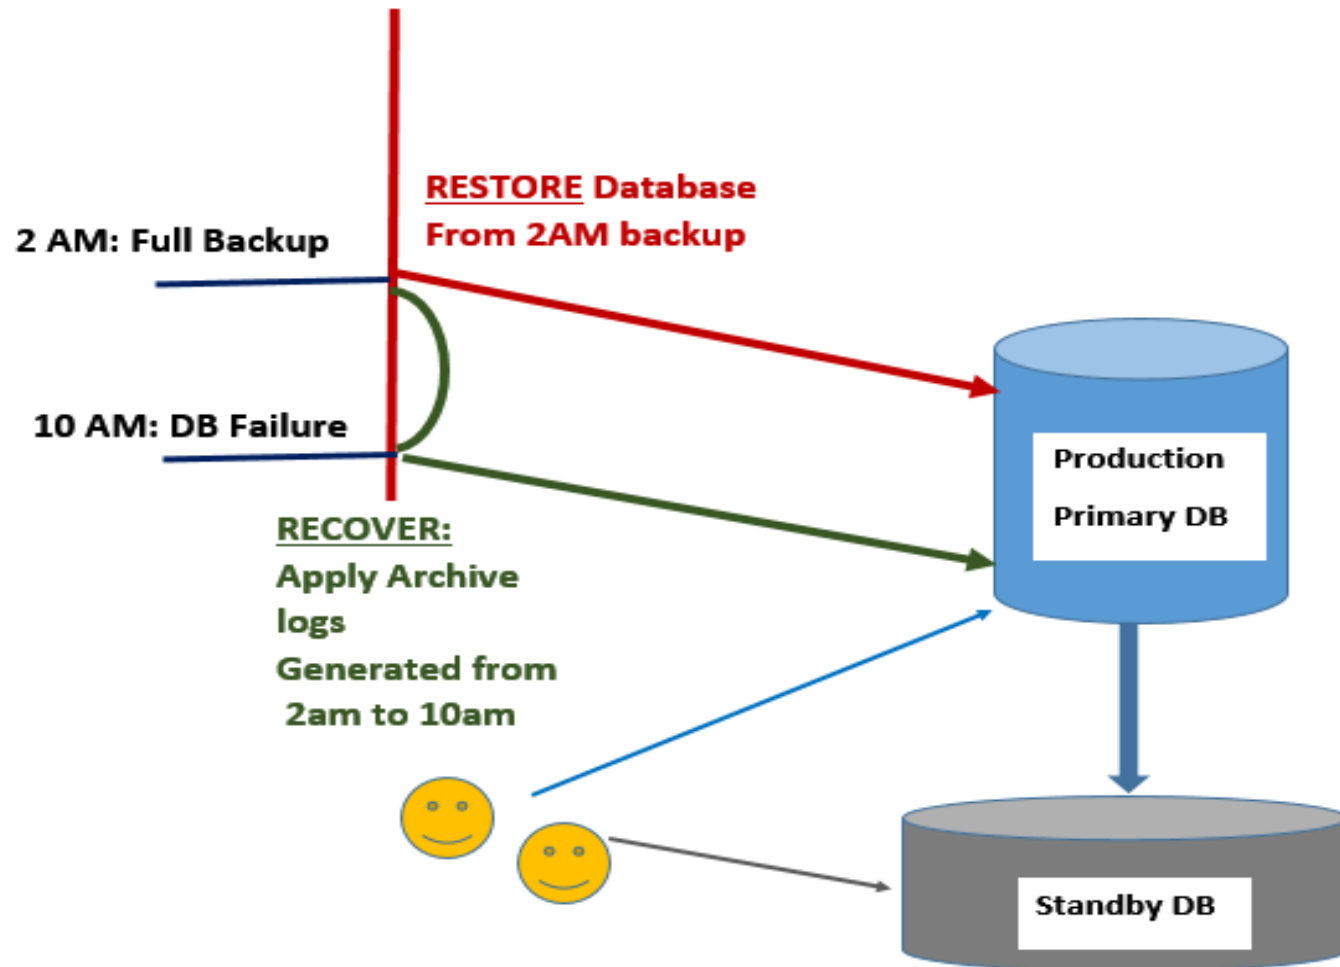 RESTORE Database
From 2AM backup
2 AM: Full Backup
10 AM: DB Failure
Production
Primary DB
RECOVER:
Apply Archive
logs
Generated from
2am to 10am
Standby DB